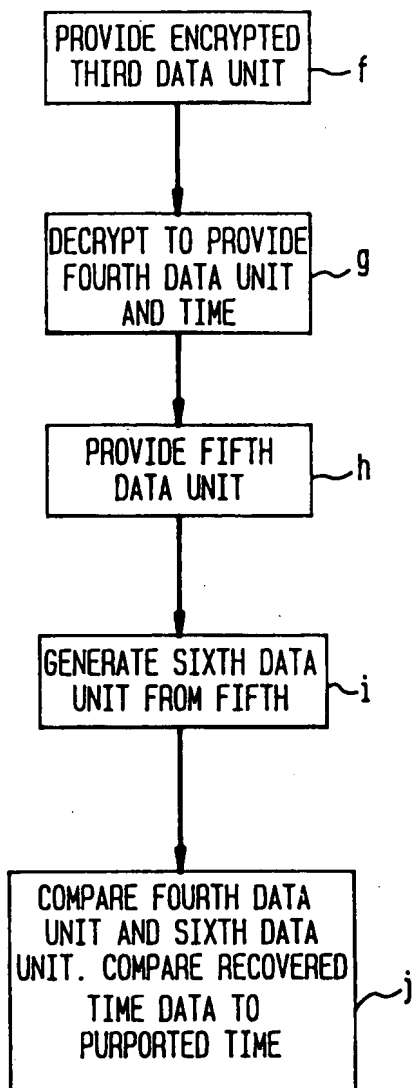 PROVIDE ENCRYPTED
THIRD DATA UNIT
f
DECRYPT TO PROVIDE
FOURTH DATA UNIT
AND TIME
g
PROVIDE FIFTH
DATA UNIT
h
GENERATE SIXTH DATA
UNIT FROM FIFTH
i
COMPARE FOURTH DATA
UNIT AND SIXTH DATA
UNIT. COMPARE RECOVERED
TIME DATA TO
PURPORTED TIME
j